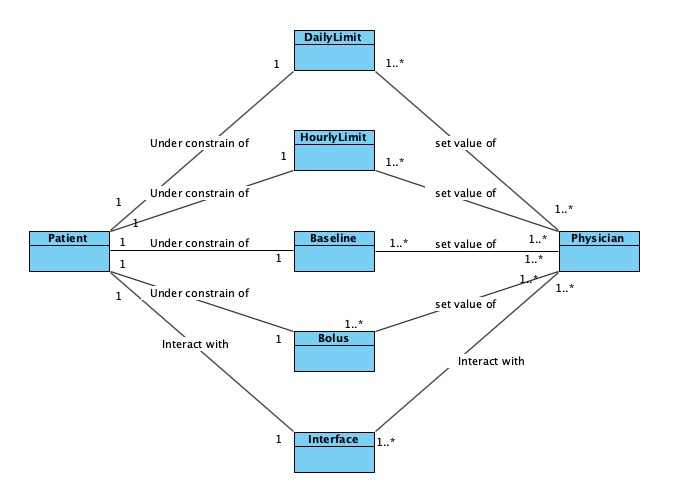 DailyLimit
1
1..*
Under constrain of
set value of
HourlyLimit
1
1..*
Under constrain of
set value of
1
1
1..*
Patient
Baseline
Physician
1
Under constrain of
1
1..*
set value of
1..*
1
1..*
1..*
Under constrain of
set value of
1
1..*
1..*
Bolus
1
Interact with
Interact with
Interface
1
1..*